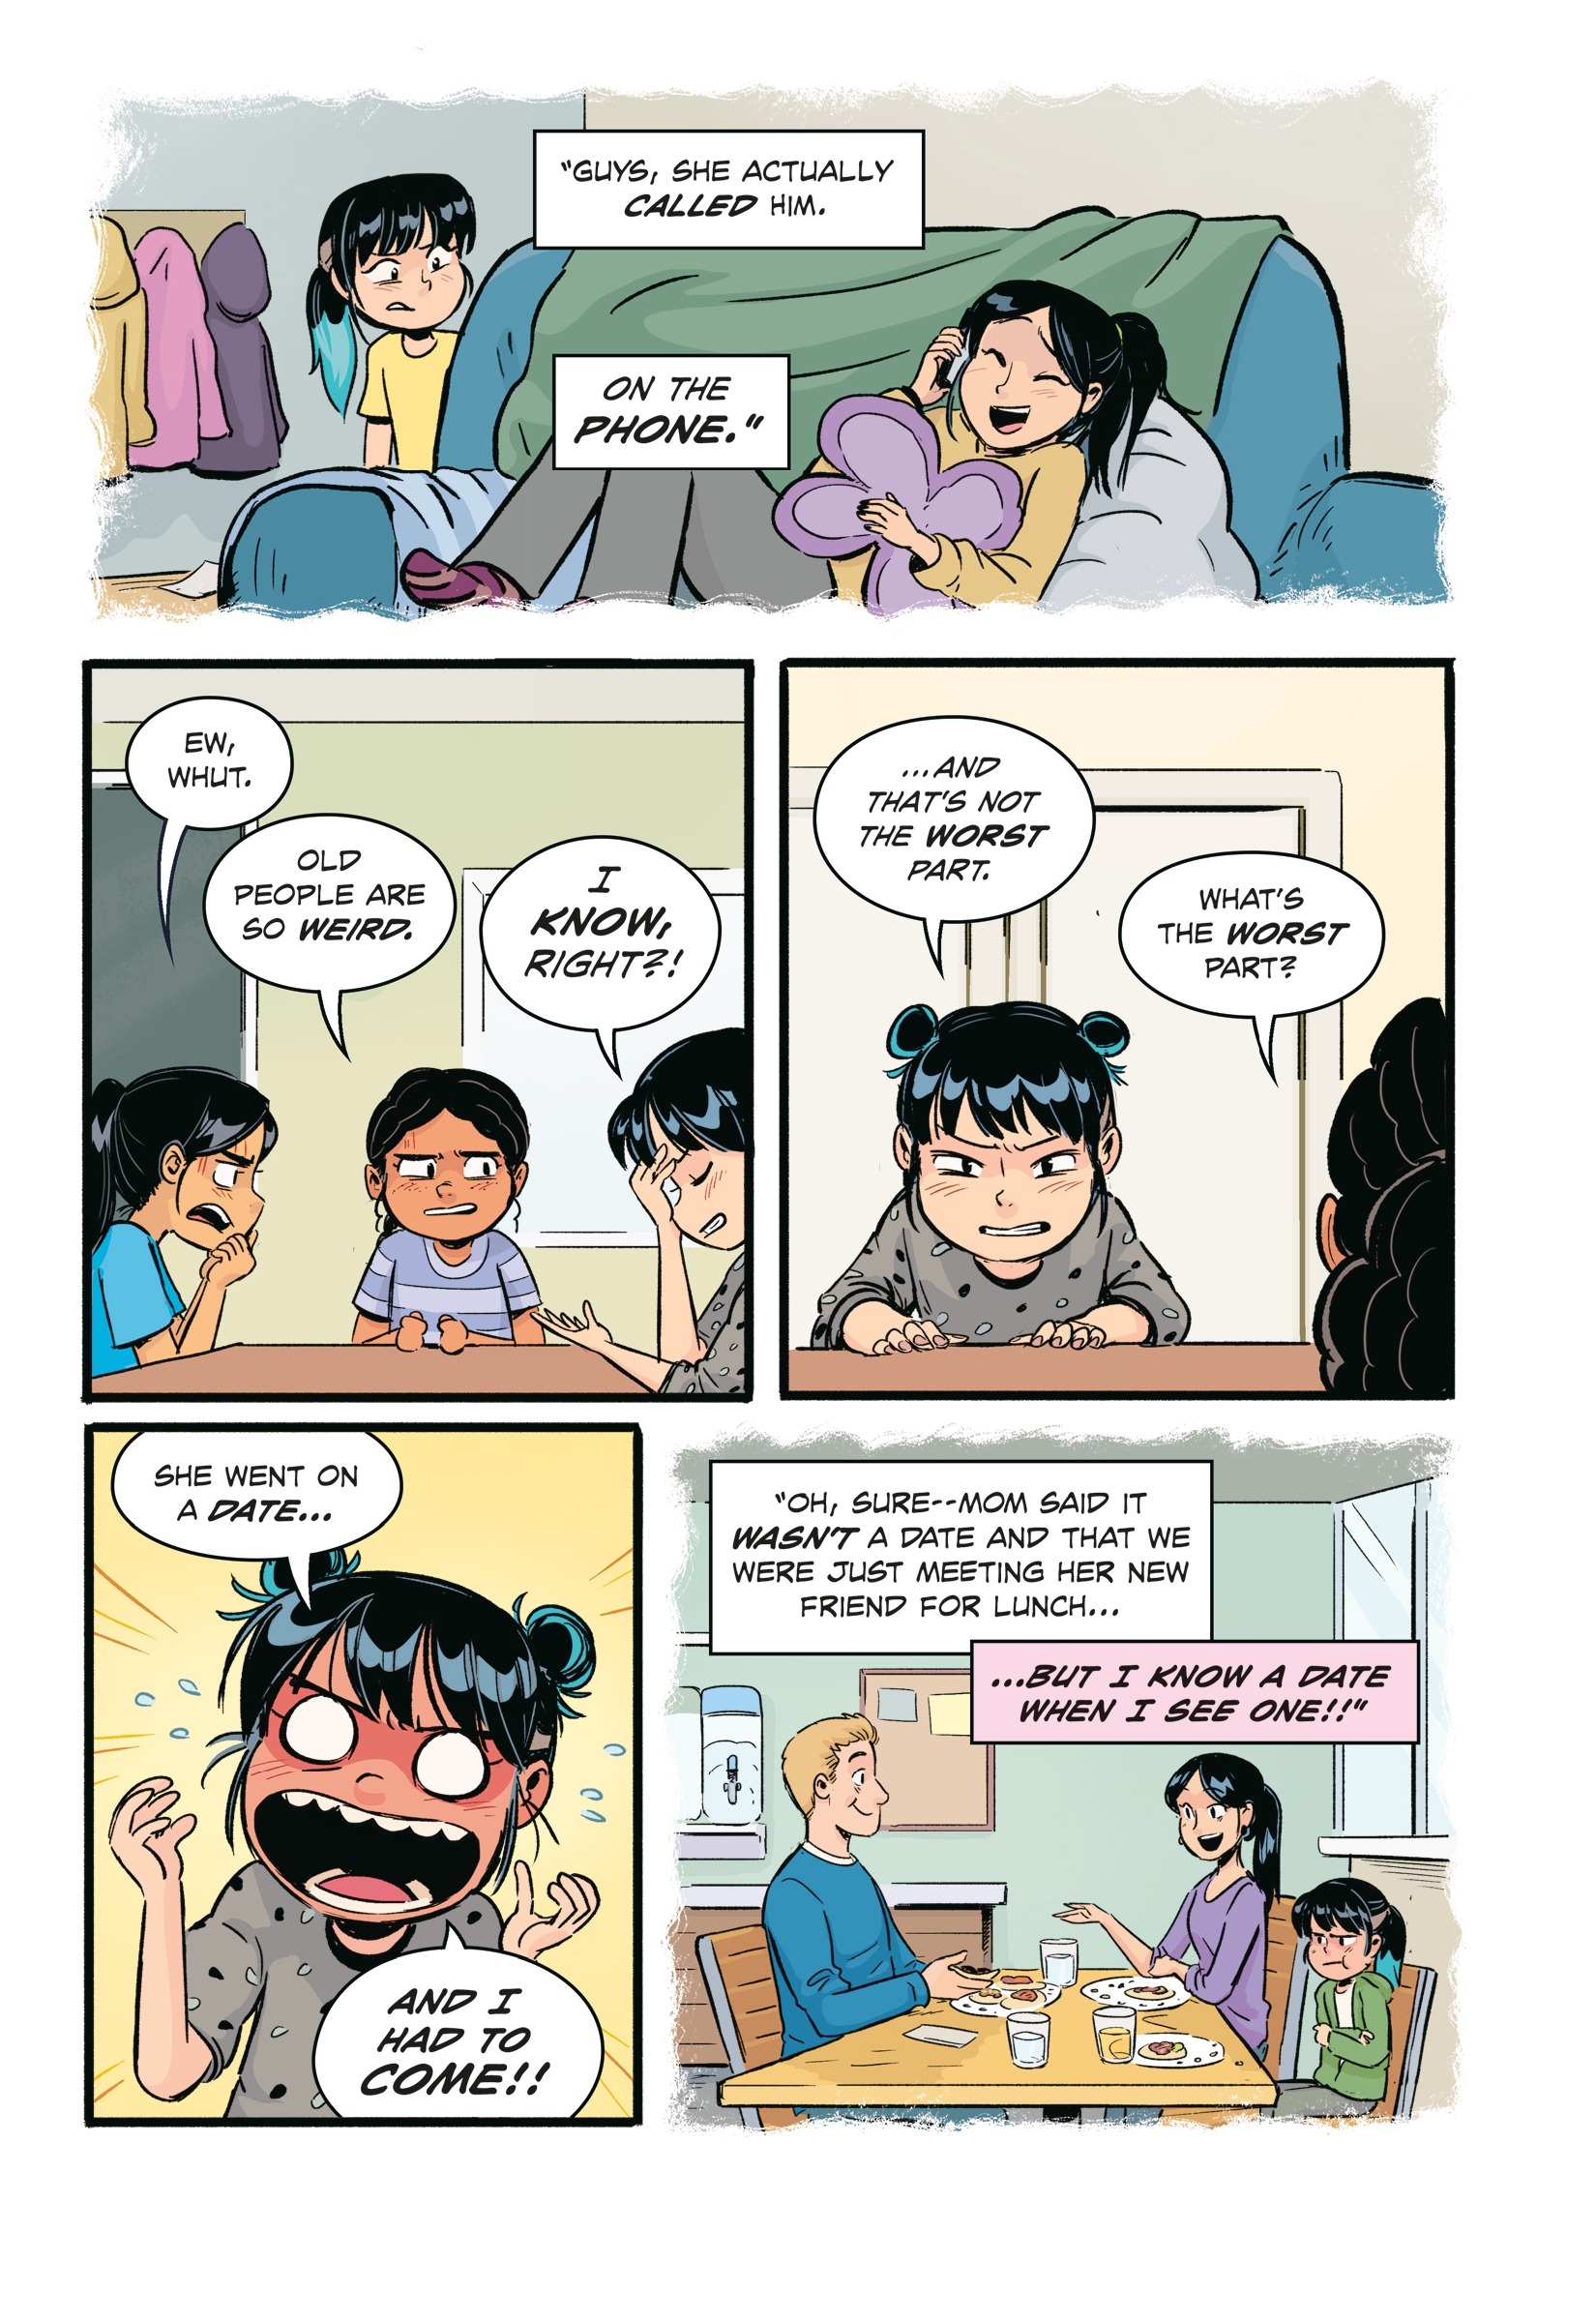 "GUYS, SHE ACTUALLY
CALLED HIM.
ON THE
PHONE."
EW,
WHUT.
OLD
PEOPLE ARE
SO WEIRD.
I
KNOW,
RIGHT?!
...AND
THAT'S NOT
THE WORST
PART.
WHAT'S
THE WORST
PART?
SHE WENT ON
A DATE...
AND I
HAD TO
COME!!
"OH, SURE--MOM SAID IT
WASN'T A DATE AND THAT WE
WERE JUST MEETING HER NEW
FRIEND FOR LUNCH...
...BUT I KNOW A DATE
WHEN I SEE ONE!!"